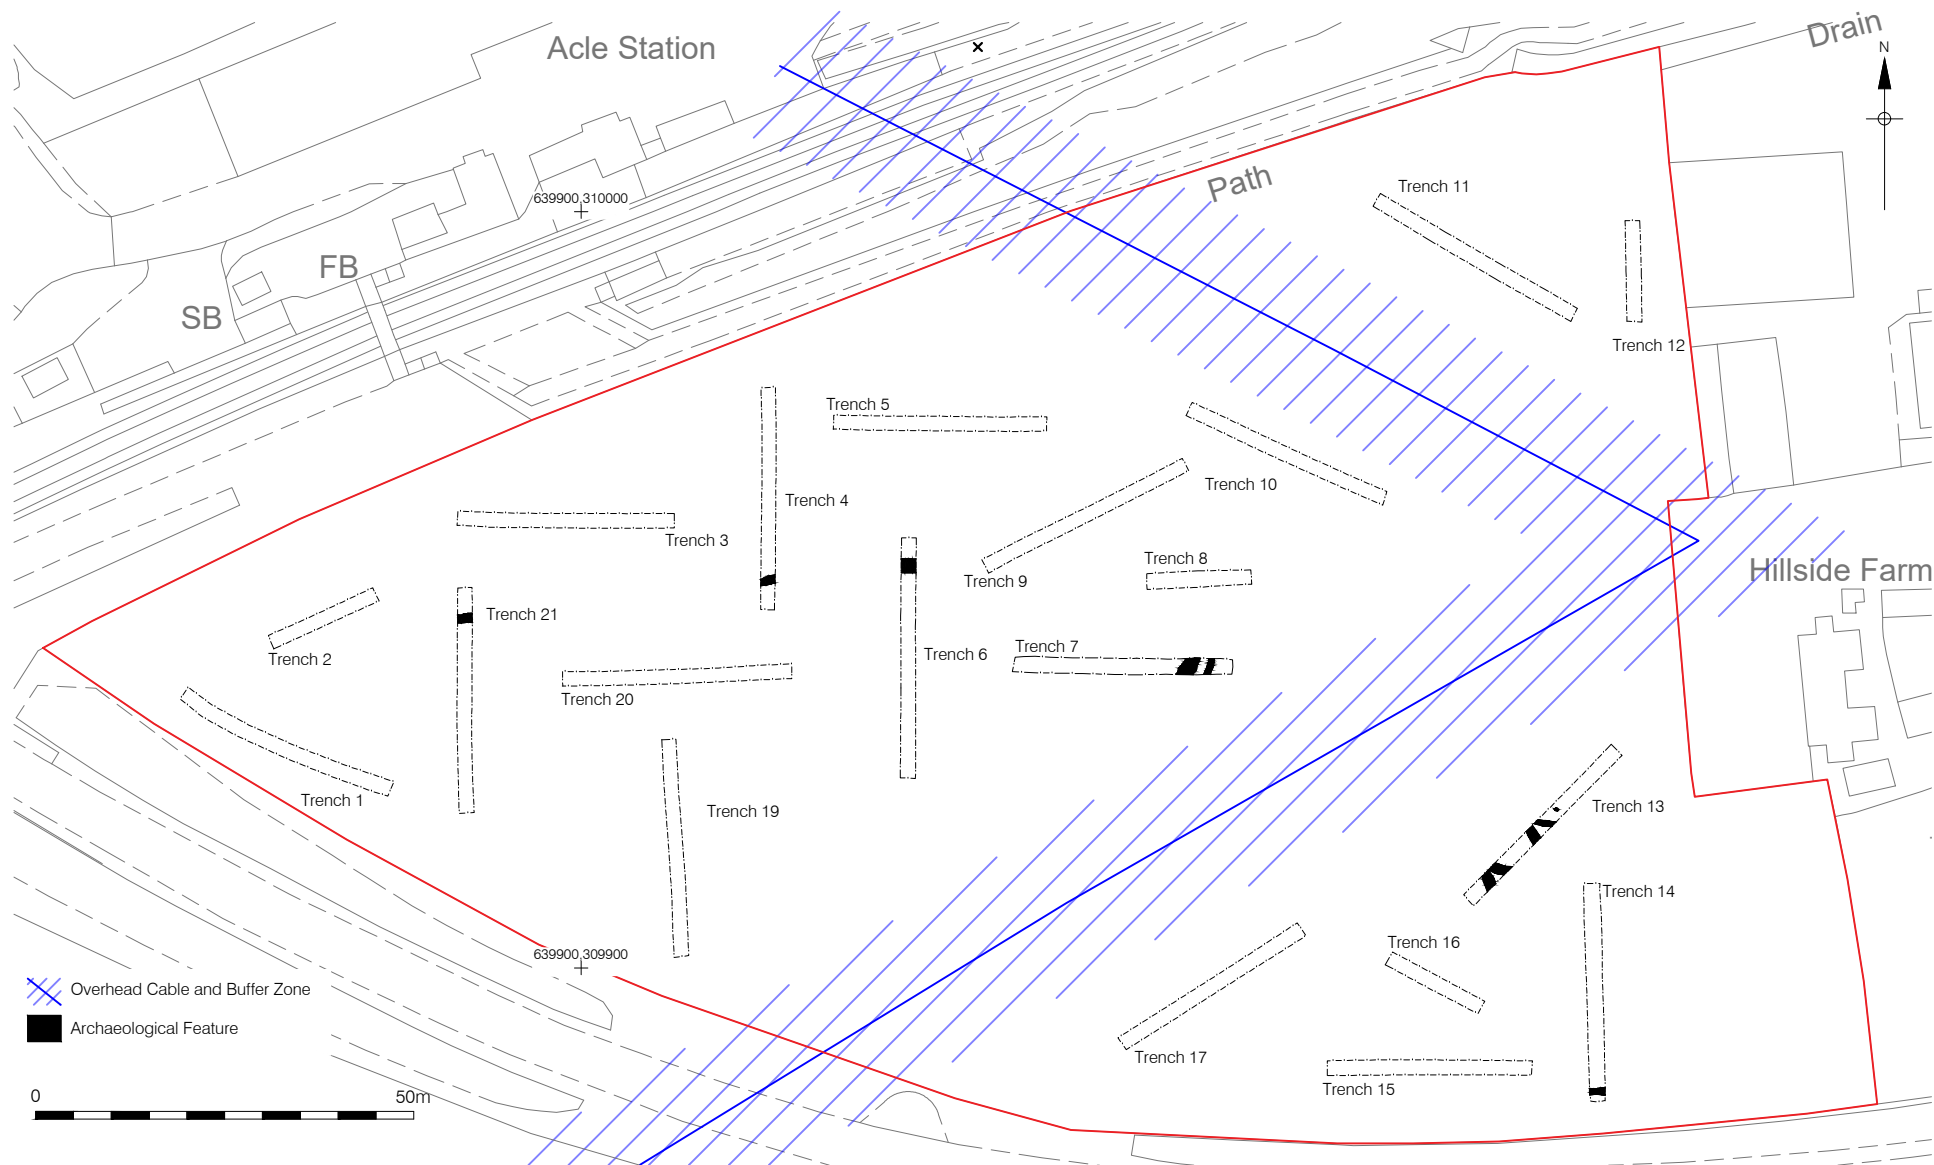 Acle Station
Drain
N
Path
Trench 11
639900,310000
FB
SB
Trench 12
Trench 5
Trench 4
Trench 10
Trench 3
Trench 8
Trench 9
Hillside Farm
Trench 21
Trench 2
Trench 6
Trench 7
Trench 20
Trench 1
Trench 19
Trench 13
Trench 14
Trench 16
639900,309900
Trench 17
Trench 15
Overhead Cable and Buffer Zone
Archaeological Feature
0 50m